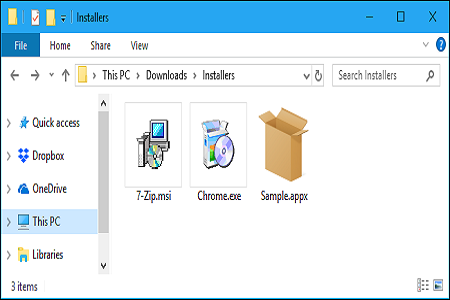 Installers
File Home Share View
This PC Downloads Installers Search Installers
Quick access
Dropbox
OneDrive
This PC
Libraries
7-Zip.msi Chrome.exe Sample.appx
3 items